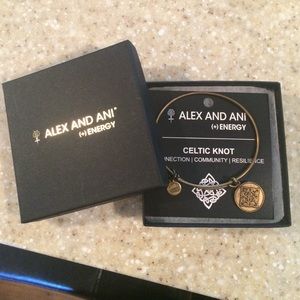 ALEX AND ANI®
(+) ENERGY
ALEX AND ANI
(+) ENERGY
CELTIC KNOT
NNECTION | COMMUNITY | RESILIENCE